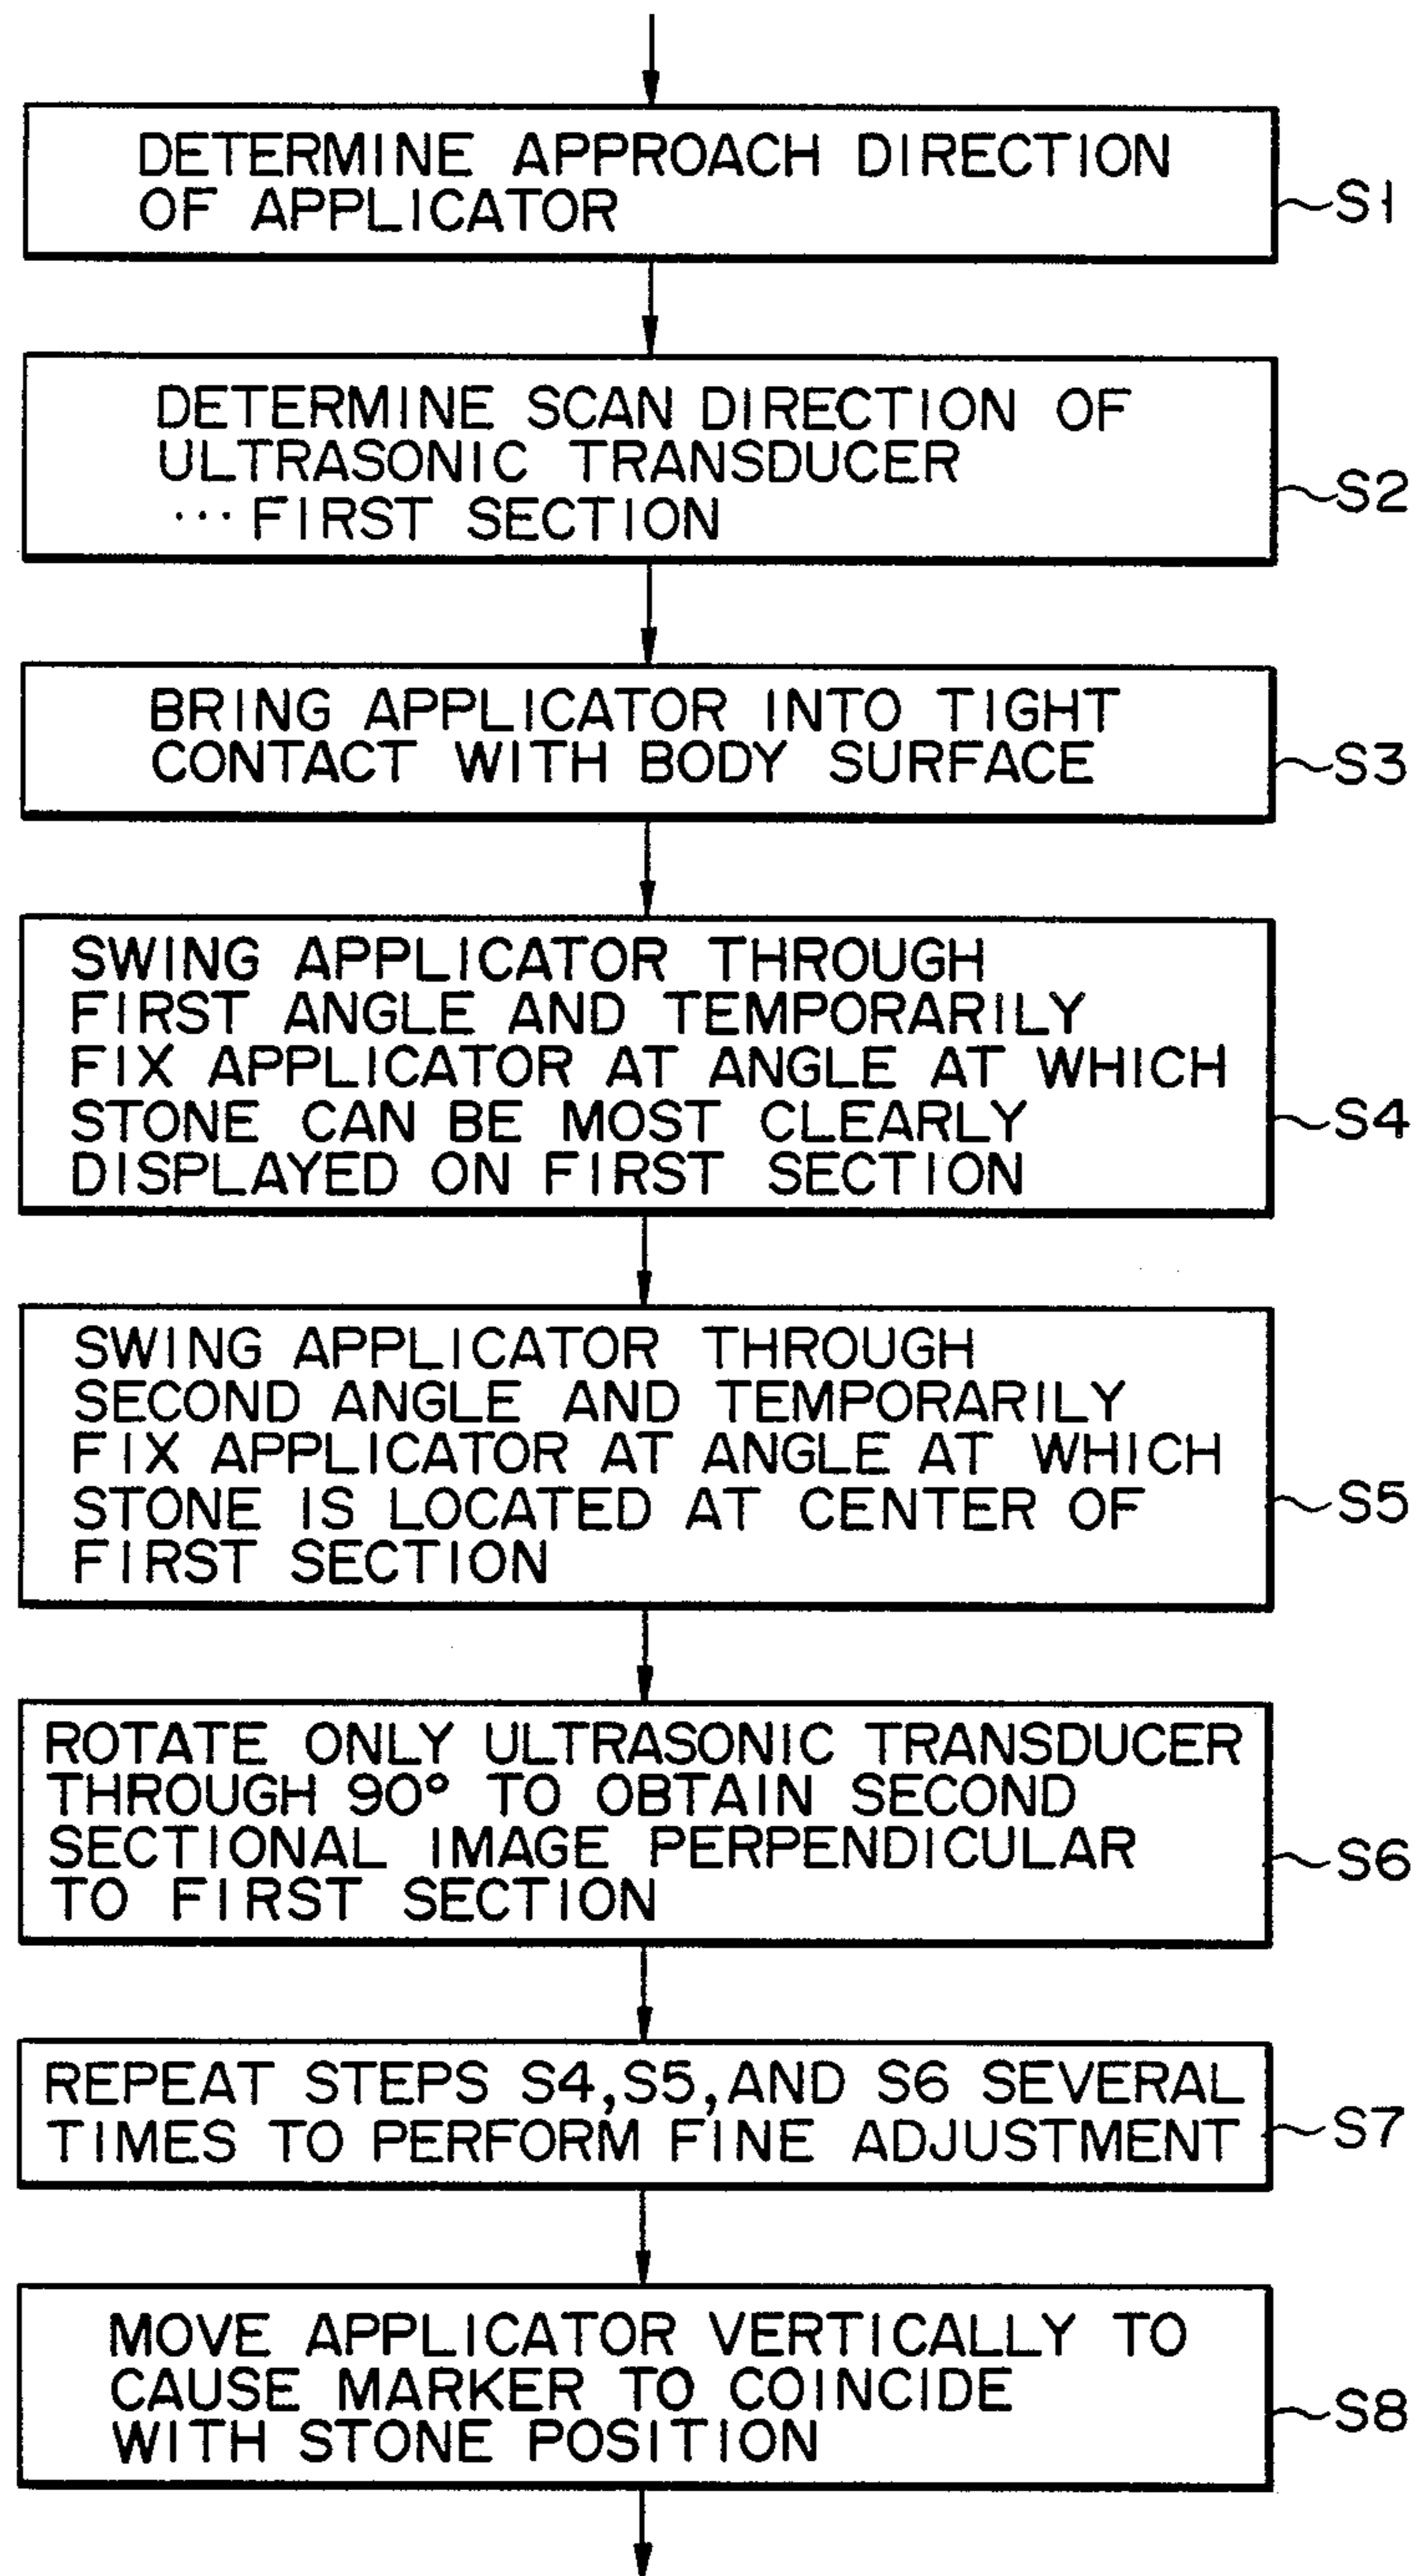 DETERMINE APPROACH DIRECTION
OF APPLICATOR
S1
DETERMINE SCAN DIRECTION OF
ULTRASONIC TRANSDUCER
... FIRST SECTION
S2
BRING APPLICATOR INTO TIGHT
CONTACT WITH BODY SURFACE
S3
SWING APPLICATOR THROUGH
FIRST ANGLE AND TEMPORARILY
FIX APPLICATOR AT ANGLE AT WHICH
STONE CAN BE MOST CLEARLY
DISPLAYED ON FIRST SECTION
S4
SWING APPLICATOR THROUGH
SECOND ANGLE AND TEMPORARILY
FIX APPLICATOR AT ANGLE AT WHICH
STONE IS LOCATED AT CENTER OF
FIRST SECTION
S5
ROTATE ONLY ULTRASONIC TRANSDUCER
THROUGH 90° TO OBTAIN SECOND
SECTIONAL IMAGE PERPENDICULAR
TO FIRST SECTION
S6
REPEAT STEPS S4,S5,AND S6 SEVERAL
TIMES TO PERFORM FINE ADJUSTMENT
S7
MOVE APPLICATOR VERTICALLY TO
CAUSE MARKER TO COINCIDE
WITH STONE POSITION
S8